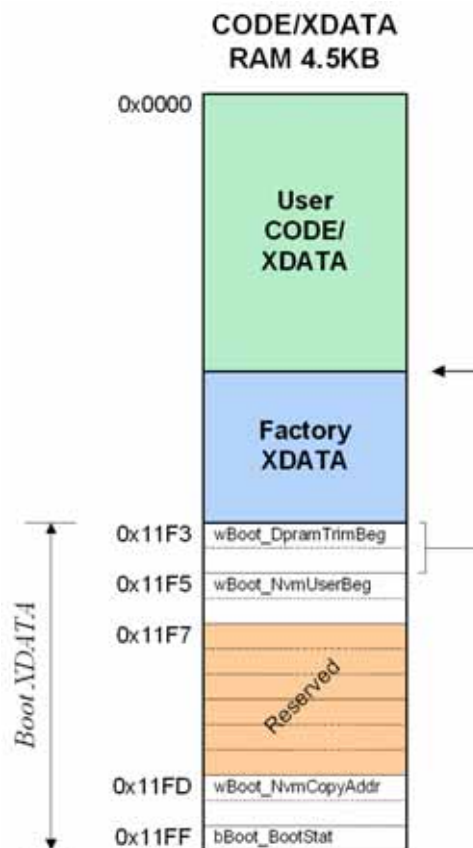 CODE/XDATA
RAM 4.5KB
0x0000
User
CODE/
XDATA
Factory
XDATA
0x11F3
wBoot_DpramTrimBeg
0x11F5
wBoot_NvmUserBeg
0x11F7
Reserved
Boot XDATA
0x11FD
wBoot_NvmCopyAddr
0x11FF
bBoot_BootStat